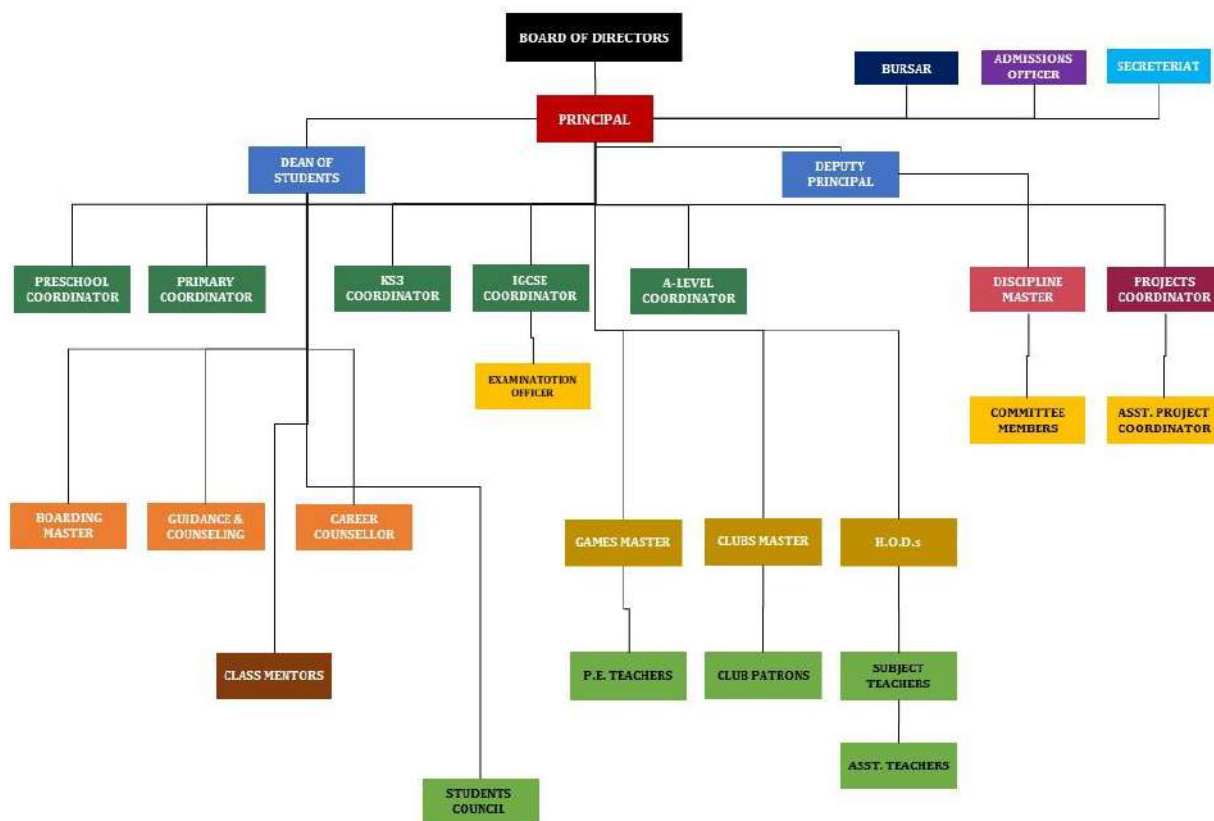 BOARD OF DIRECTORS
BURSAR
ADMISSIONS
OFFICER
SECRETERIAT
PRINCIPAL
DEAN OF
STUDENTS
DEPUTY
PRINCIPAL
PRESCHOOL
COORDINATOR
PRIMARY
COORDINATOR
KS3
COORDINATOR
IGCSE
COORDINATOR
A-LEVEL
COORDINATOR
DISCIPLINE
MASTER
PROJECTS
COORDINATOR
EXAMINATOTION
OFFICER
COMMITTEE
MEMBERS
ASST. PROJECT
COORDINATOR
BOARDING
MASTER
GUIDANCE &
COUNSELING
CAREER
COUNSELLOR
GAMES MASTER
CLUBS MASTER
H.O.D.s
CLASS MENTORS
P.E. TEACHERS
CLUB PATRONS
SUBJECT
TEACHERS
ASST. TEACHERS
STUDENTS
COUNCIL